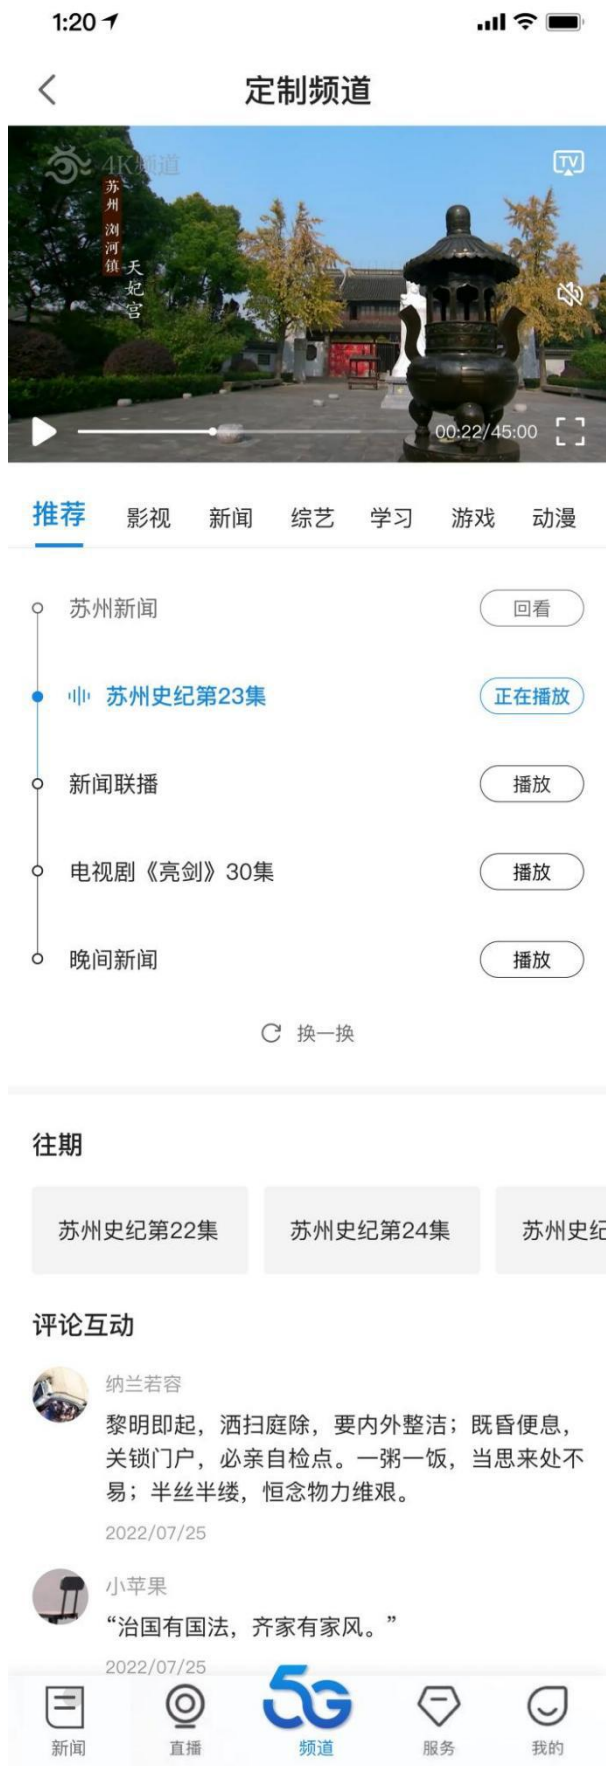 1:20
定制频道
4K频道
TV
苏州 浏河镇
天妃宫
00:22/45:00
推荐 影视 新闻 综艺 学习 游戏 动漫
苏州新闻 回看
苏州史纪第23集 正在播放
新闻联播 播放
电视剧《亮剑》30集 播放
晚间新闻 播放
换一换
往期
苏州史纪第22集 苏州史纪第24集 苏州史纪
评论互动
纳兰若容
黎明即起，洒扫庭除，要内外整洁；既昏便息，
关锁门户，必亲自检点。一粥一饭，当思来处不
易；半丝半缕，恒念物力维艰。
2022/07/25
小苹果
“治国有国法，齐家有家风。”
2022/07/25
5G
新闻 直播 频道 服务 我的